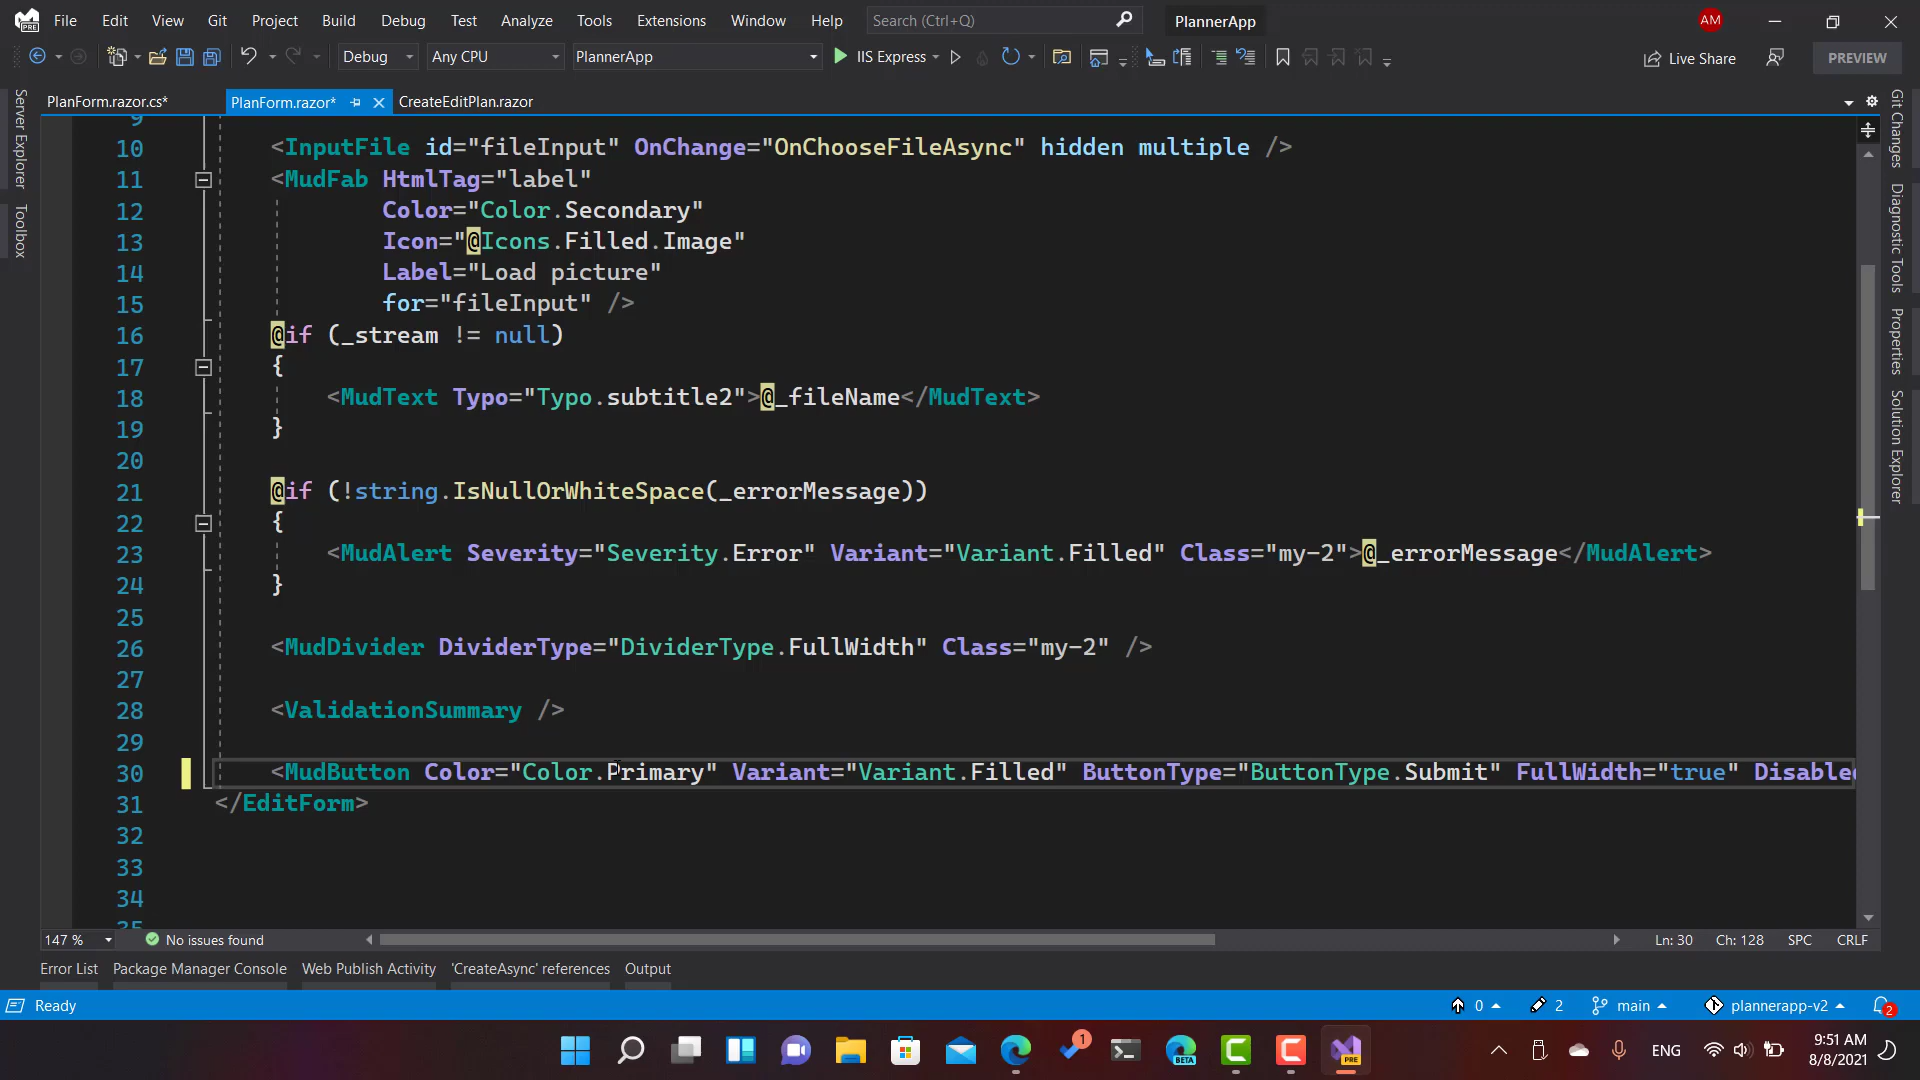 File Edit View Git Project Build Debug Test Analyze Tools Extensions Window Help Search (Ctrl+Q) PlannerApp AM
Debug Any CPU PlannerApp IIS Express Live Share PREVIEW
PlanForm.razor.cs* PlanForm.razor* CreateEditPlan.razor
9
10 <InputFile id="fileInput" OnChange="OnChooseFileAsync" hidden multiple />
11 <MudFab HtmlTag="label"
12 Color="Color.Secondary"
13 Icon="@Icons.Filled.Image"
14 Label="Load picture"
15 for="fileInput" />
16 @if (_stream != null)
17 {
18 <MudText Typo="Typo.subtitle2">@_fileName</MudText>
19 }
20
21 @if (!string.IsNullOrWhiteSpace(_errorMessage))
22 {
23 <MudAlert Severity="Severity.Error" Variant="Variant.Filled" Class="my-2">@_errorMessage</MudAlert>
24 }
25
26 <MudDivider DividerType="DividerType.FullWidth" Class="my-2" />
27
28 <ValidationSummary />
29
30 <MudButton Color="Color.Primary" Variant="Variant.Filled" ButtonType="ButtonType.Submit" FullWidth="true" Disabled
31 </EditForm>
32
33
34
35
Server Explorer
Toolbox
Git Changes
Diagnostic Tools
Properties
Solution Explorer
147 % No issues found Ln: 30 Ch: 128 SPC CRLF
Error List Package Manager Console Web Publish Activity 'CreateAsync' references Output
Ready 0 2 main plannerapp-v2 2
PRE
BETA
1
PRE
ENG
9:51 AM
8/8/2021